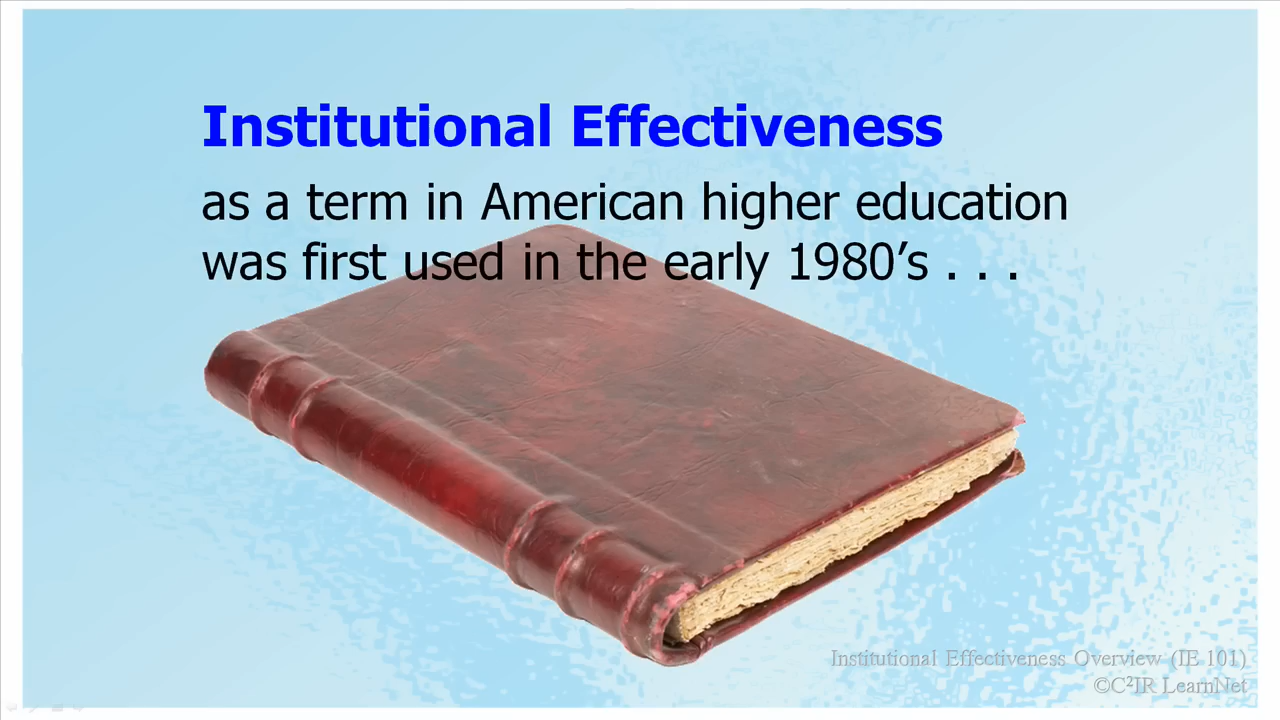 Institutional Effectiveness
as a term in American higher education
was first used in the early 1980’s . . .
Institutional Effectiveness Overview (IE 101)
©C²IR LearnNet